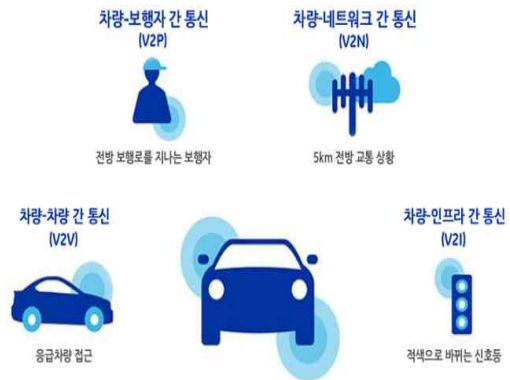 차량-보행자 간 통신
(V2P)
전방 보행로를 지나는 보행자
차량-네트워크 간 통신
(V2N)
5km 전방 교통 상황
차량-차량 간 통신
(V2V)
응급차량 접근
차량-인프라 간 통신
(V2I)
적색으로 바뀌는 신호등